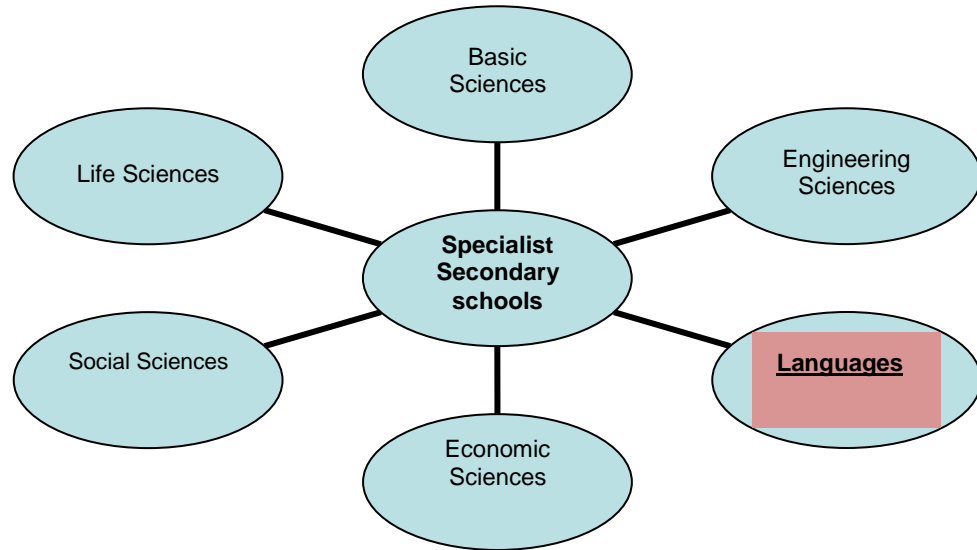 Basic
Sciences
Life Sciences
Engineering
Sciences
Specialist
Secondary
schools
Social Sciences
Languages
Economic
Sciences